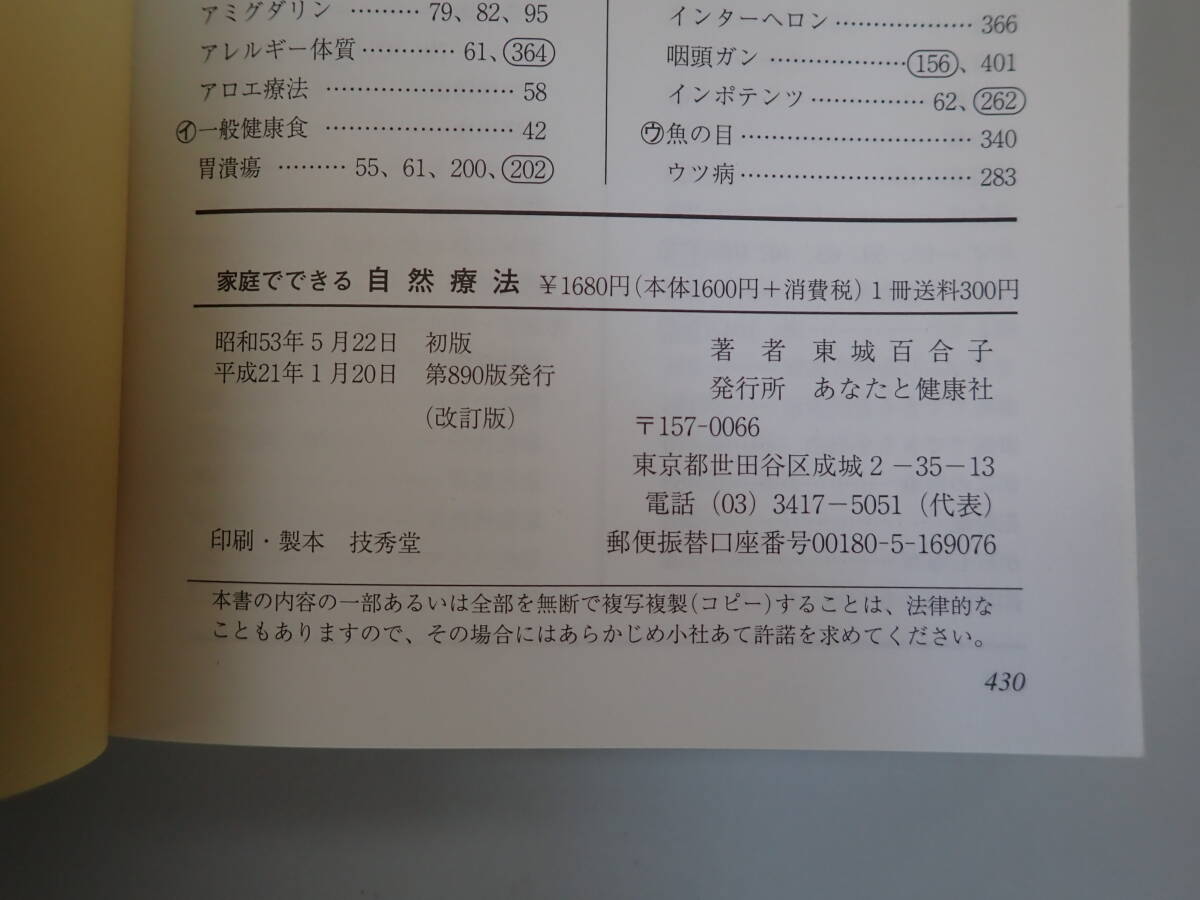 アミグダリン ……… 79、82、95
アレルギー体質 ………… 61、364
アロエ療法 …………………… 58
㋑一般健康食 …………………… 42
胃潰瘍 ……… 55、61、200、202
インターヘロン ……………… 366
咽頭ガン ……………… 156、401
インポテンツ …………… 62、262
㋒魚の目 ………………………… 340
ウツ病 ………………………… 283
家庭でできる 自然療法 ￥1680円(本体1600円＋消費税) 1冊送料300円
昭和53年5月22日 初版
平成21年1月20日 第890版発行
(改訂版)
印刷・製本 技秀堂
著者 東城百合子
発行所 あなたと健康社
〒157-0066
東京都世田谷区成城2－35－13
電話 (03) 3417－5051 (代表)
郵便振替口座番号00180-5-169076
本書の内容の一部あるいは全部を無断で複写複製(コピー)することは、法律的な
こともありますので、その場合にはあらかじめ小社あて許諾を求めてください。
430